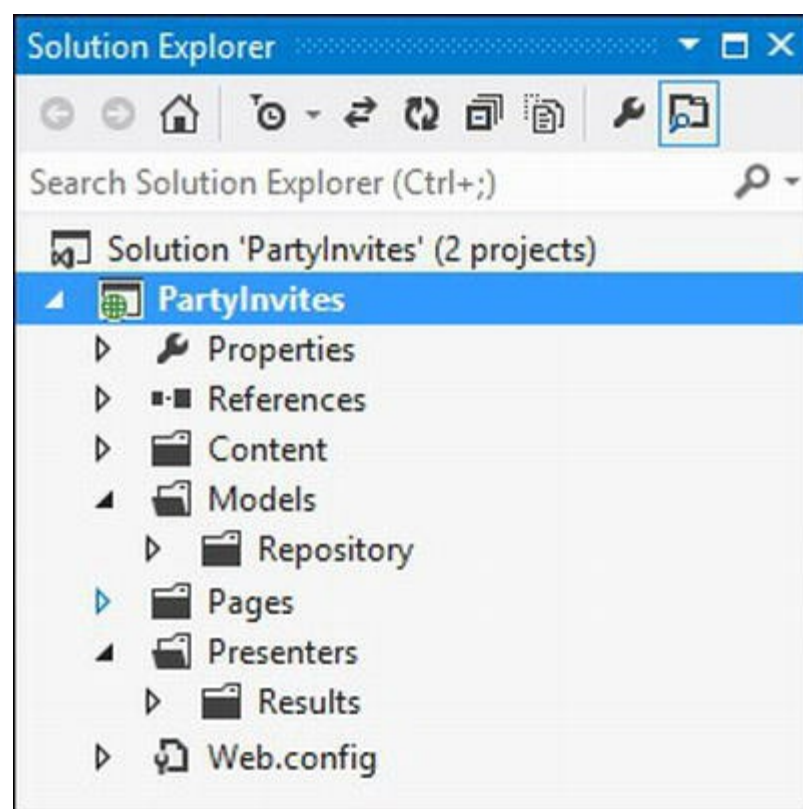 Solution Explorer
Search Solution Explorer (Ctrl+;)
Solution 'PartyInvites' (2 projects)
PartyInvites
Properties
References
Content
Models
Repository
Pages
Presenters
Results
Web.config